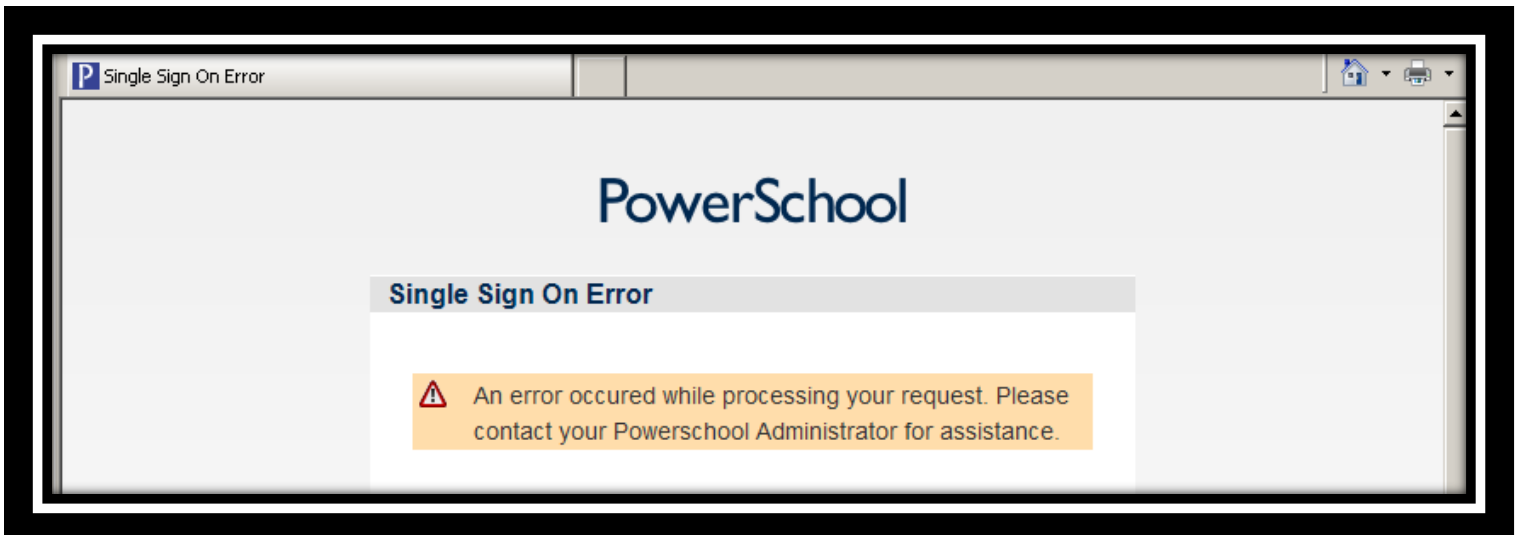 Single Sign On Error
PowerSchool
Single Sign On Error
An error occured while processing your request. Please
contact your Powerschool Administrator for assistance.